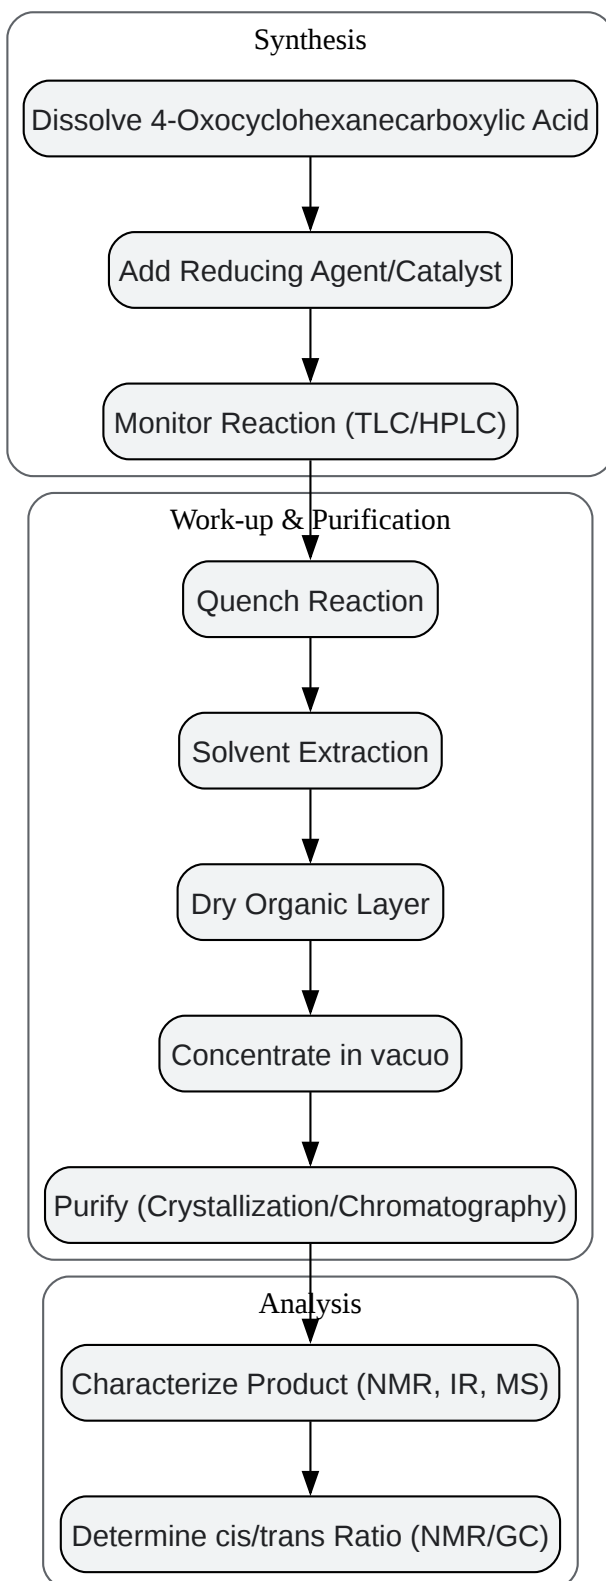 Synthesis
Dissolve 4-Oxocyclohexanecarboxylic Acid
Add Reducing Agent/Catalyst
Monitor Reaction (TLC/HPLC)
Work-up & Purification
Quench Reaction
Solvent Extraction
Dry Organic Layer
Concentrate in vacuo
Purify (Crystallization/Chromatography)
Analysis
Characterize Product (NMR, IR, MS)
Determine cis/trans Ratio (NMR/GC)